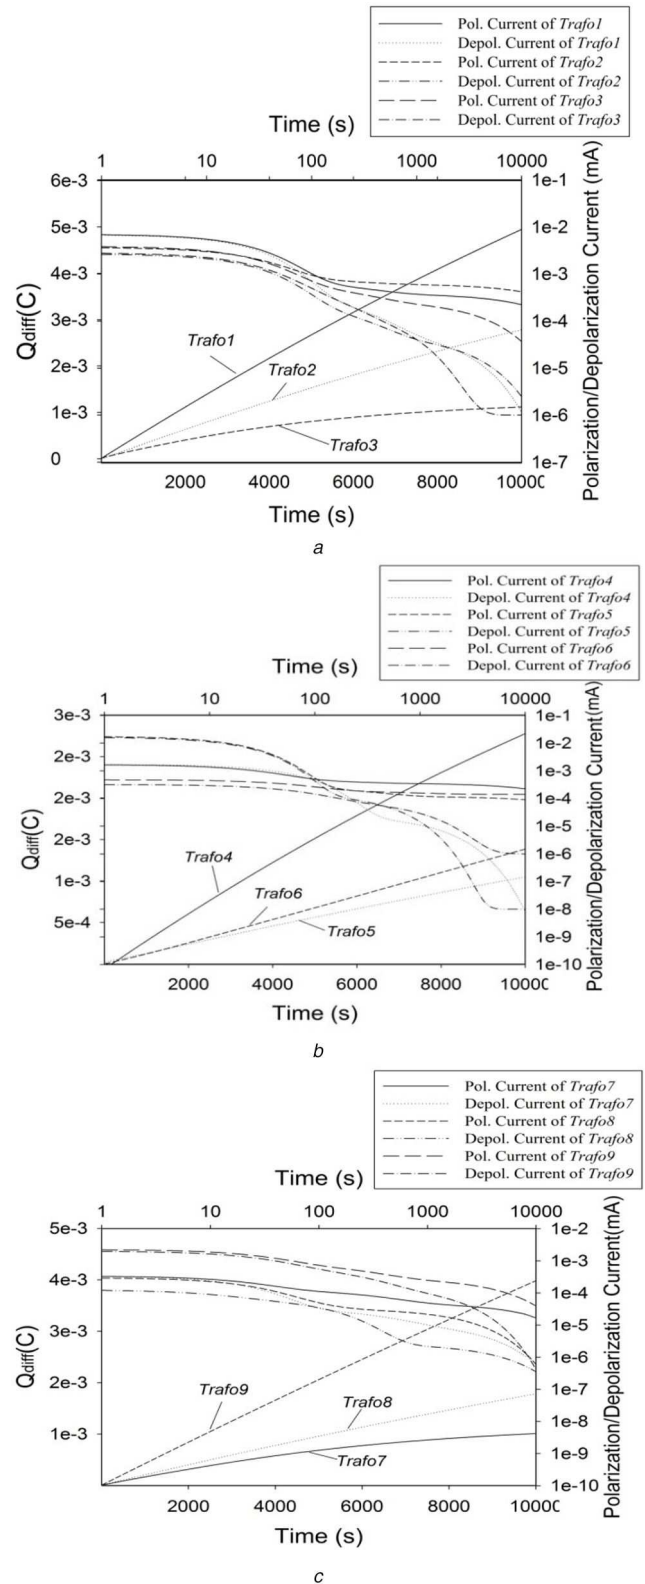 Pol. Current of Trafo1
Depol. Current of Trafo1
Pol. Current of Trafo2
Depol. Current of Trafo2
Pol. Current of Trafo3
Depol. Current of Trafo3
Time (s)
1 10 100 1000 10000
6e-3 1e-1
5e-3 1e-2
4e-3 1e-3
3e-3 1e-4
2e-3 1e-5
1e-3 1e-6
0 1e-7
Qdiff(C)
Polarization/Depolarization Current (mA)
Trafo1
Trafo2
Trafo3
2000 4000 6000 8000 10000
Time (s)
a
Pol. Current of Trafo4
Depol. Current of Trafo4
Pol. Current of Trafo5
Depol. Current of Trafo5
Pol. Current of Trafo6
Depol. Current of Trafo6
Time (s)
1 10 100 1000 10000
3e-3 1e-1
1e-2
2e-3 1e-3
2e-3 1e-4
1e-5
2e-3 1e-6
1e-3 1e-7
1e-8
5e-4 1e-9
1e-10
Qdiff(C)
Polarization/Depolarization Current(mA)
Trafo4
Trafo6
Trafo5
2000 4000 6000 8000 10000
Time (s)
b
Pol. Current of Trafo7
Depol. Current of Trafo7
Pol. Current of Trafo8
Depol. Current of Trafo8
Pol. Current of Trafo9
Depol. Current of Trafo9
Time (s)
1 10 100 1000 10000
5e-3 1e-2
1e-3
4e-3 1e-4
1e-5
3e-3 1e-6
2e-3 1e-7
1e-8
1e-3 1e-9
1e-10
Qdiff(C)
Polarization/Depolarization Current(mA)
Trafo9
Trafo8
Trafo7
2000 4000 6000 8000 10000
Time (s)
c